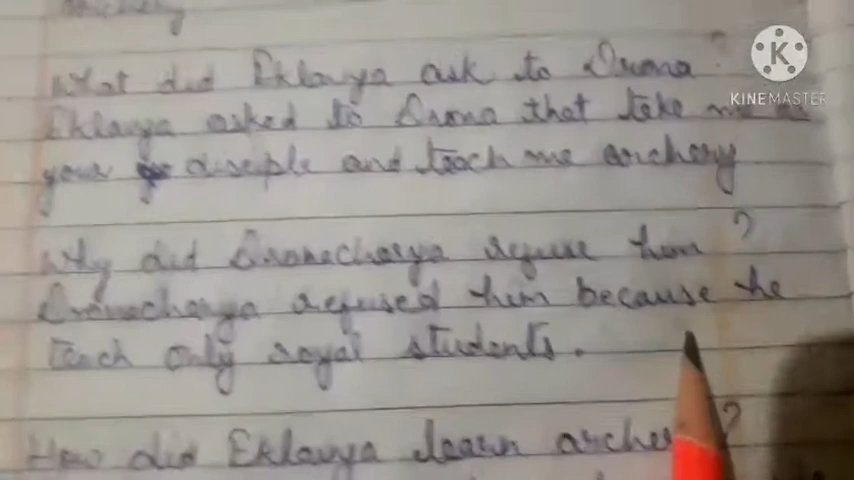 What did Eklavya ask to Drona ?
Eklavya asked to Drona that take me as
your disciple and teach me archery
Why did Dronacharya refuse him ?
Dronacharya refused him because he
teach only royal students.
How did Eklavya learn ?
KINEMASTER